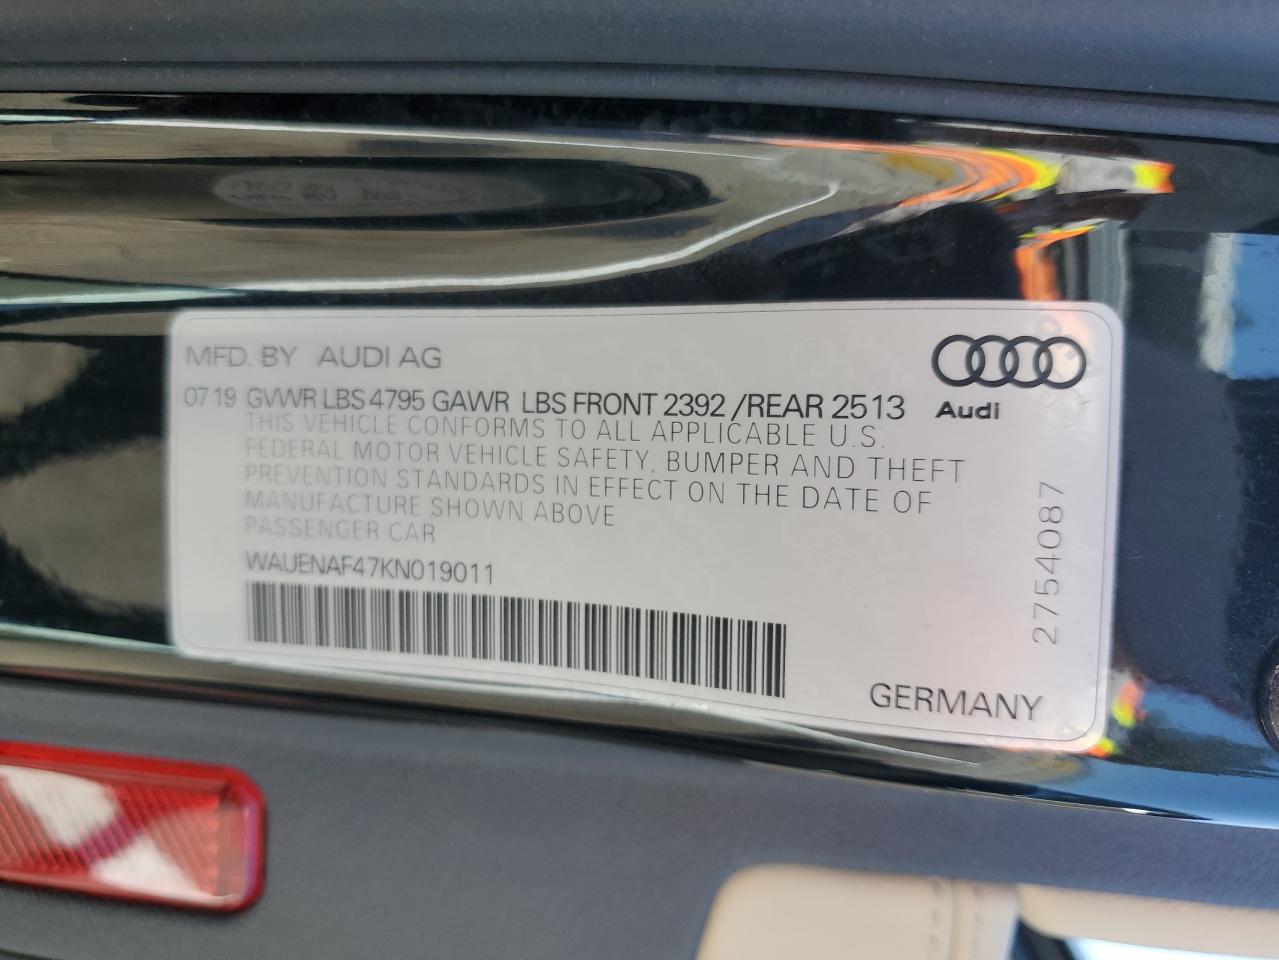 MFD. BY AUDI AG
07 19 GVWR LBS 4795 GAWR LBS FRONT 2392 /REAR 2513
THIS VEHICLE CONFORMS TO ALL APPLICABLE U.S.
FEDERAL MOTOR VEHICLE SAFETY, BUMPER AND THEFT
PREVENTION STANDARDS IN EFFECT ON THE DATE OF
MANUFACTURE SHOWN ABOVE
PASSENGER CAR
WAUENAF47KN019011
Audi
2754087
GERMANY